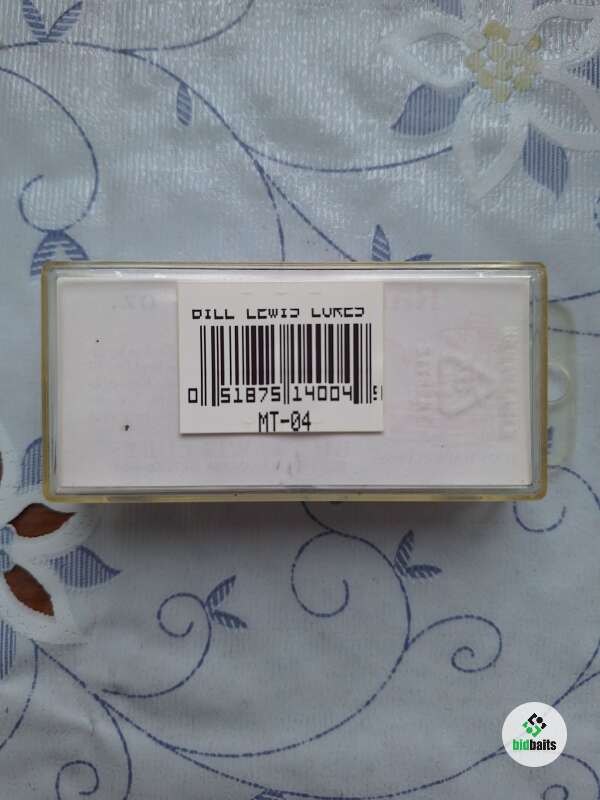 BILL LEWIS LURES
0 51875 14004 9
MT-04
bidbaits